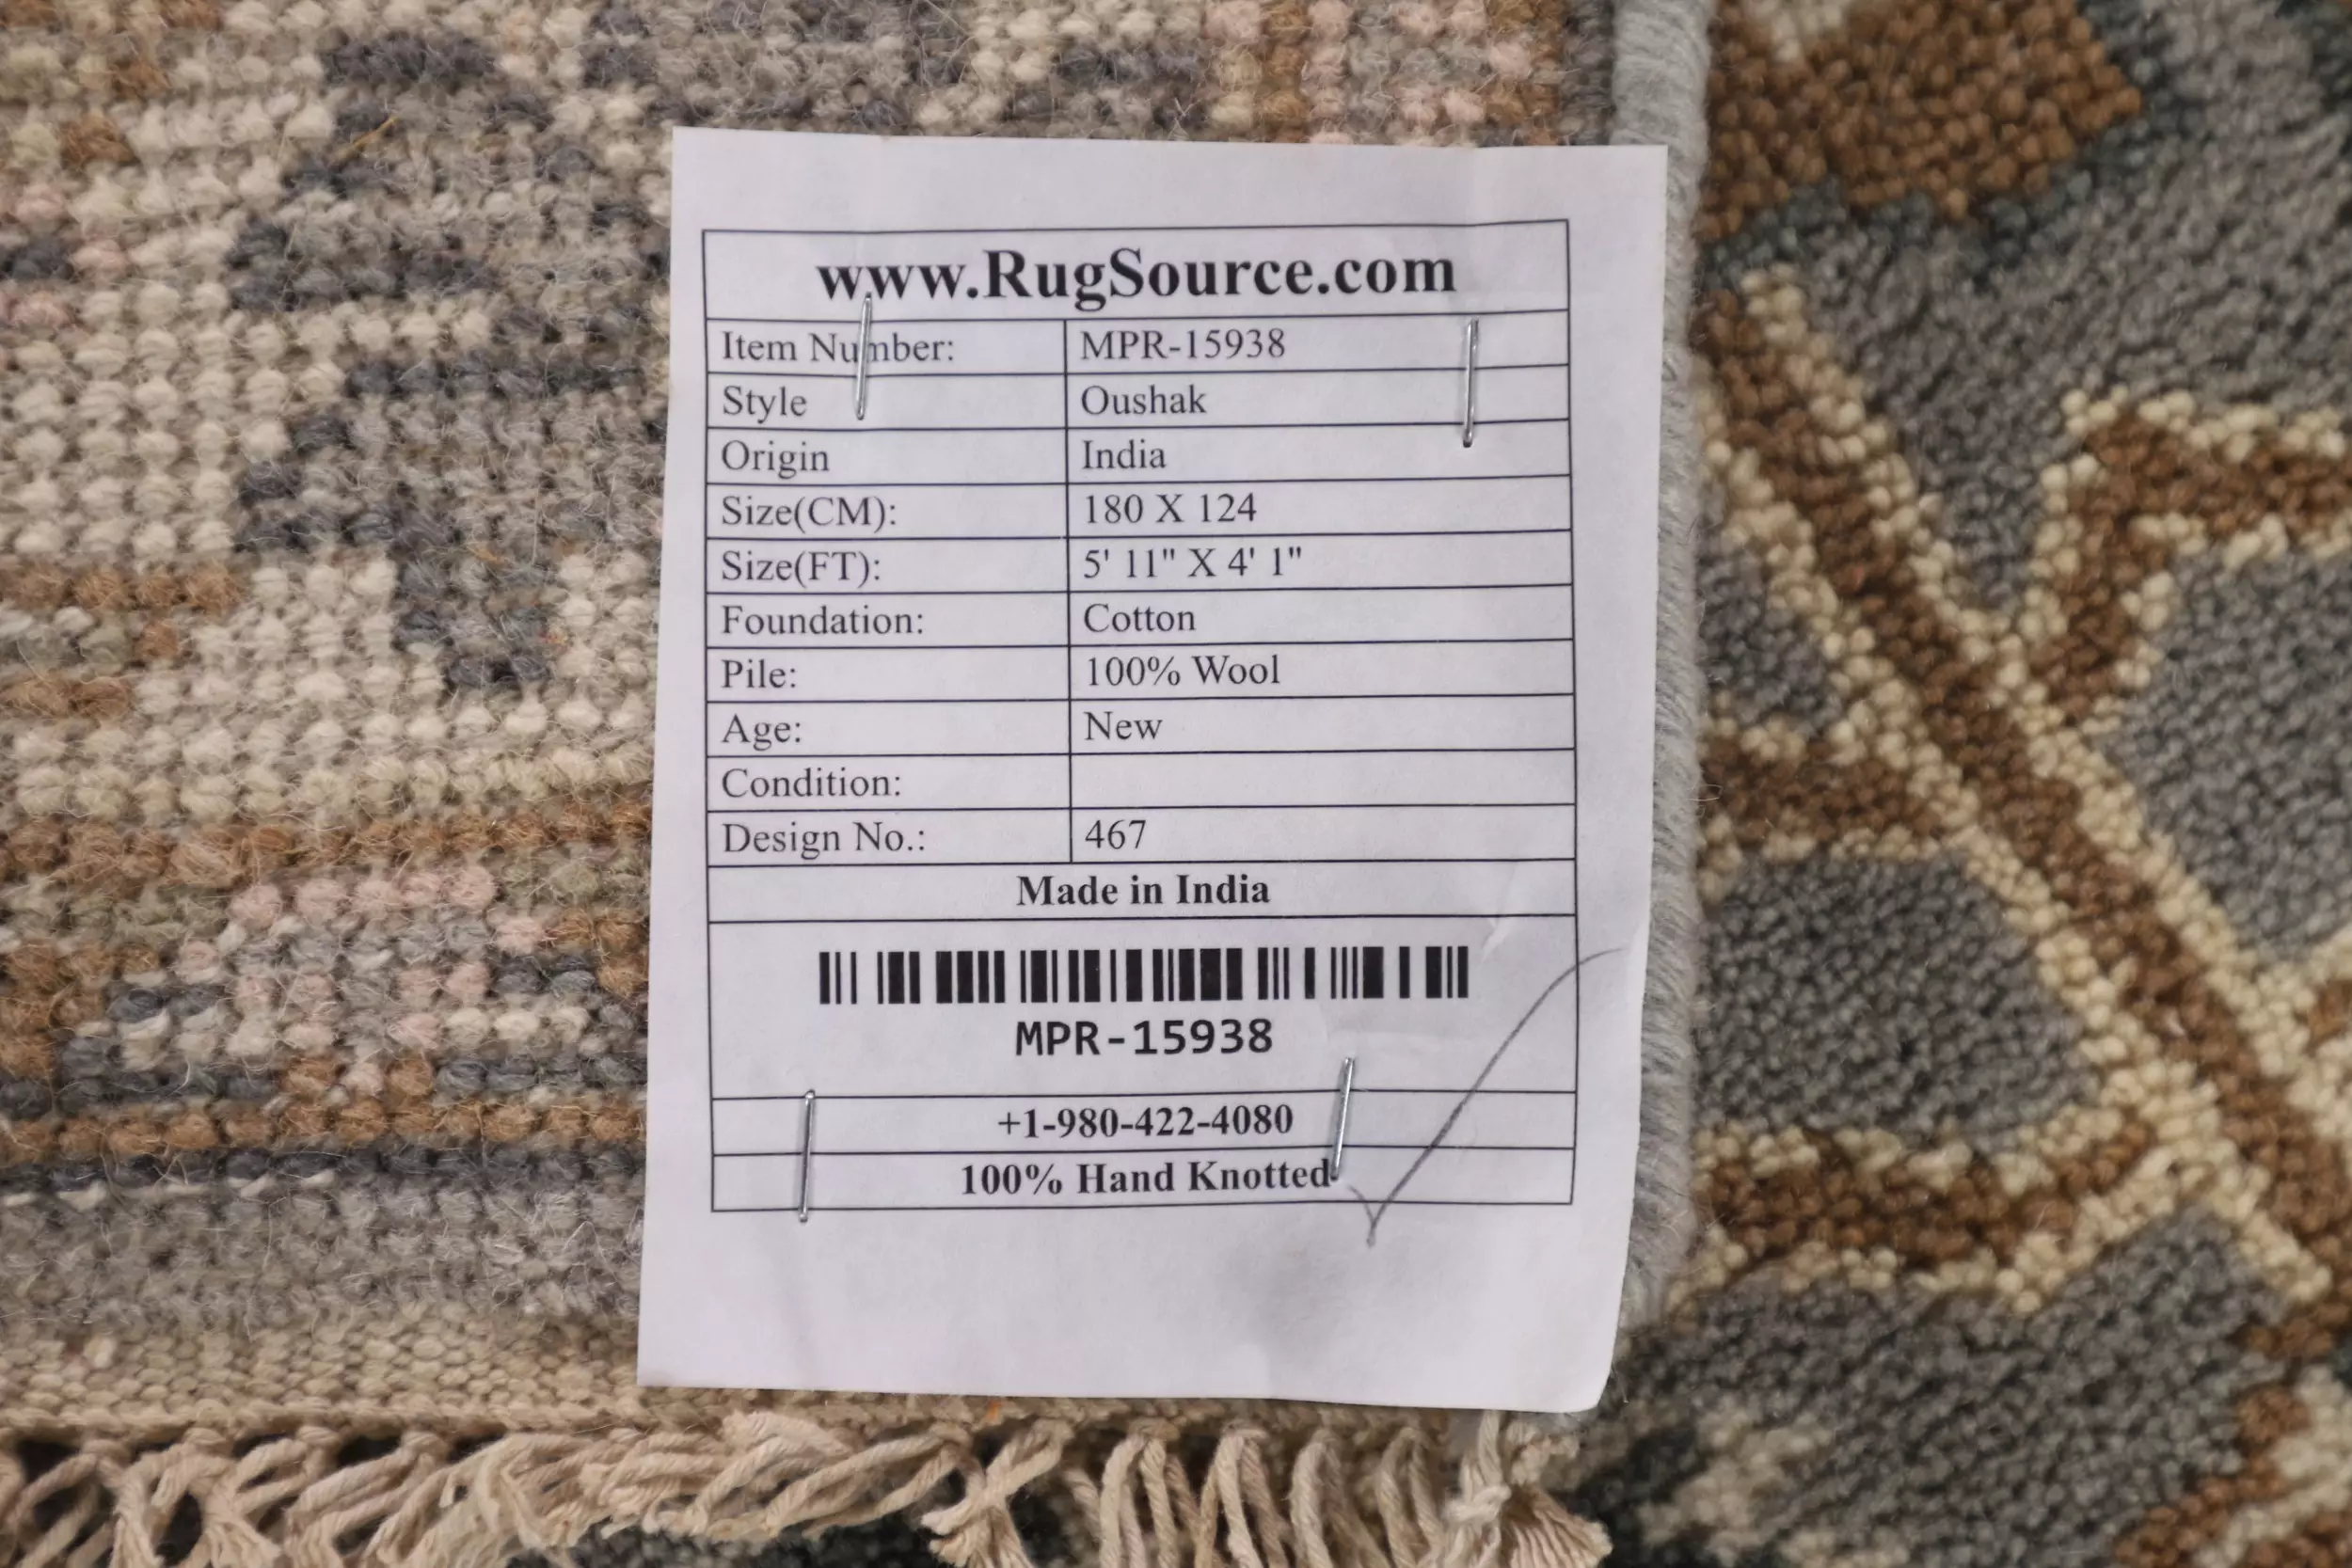 www.RugSource.com
Item Number: MPR-15938
Style Oushak
Origin India
Size(CM): 180 X 124
Size(FT): 5' 11" X 4' 1"
Foundation: Cotton
Pile: 100% Wool
Age: New
Condition:
Design No.: 467
Made in India
MPR-15938
+1-980-422-4080
100% Hand Knotted